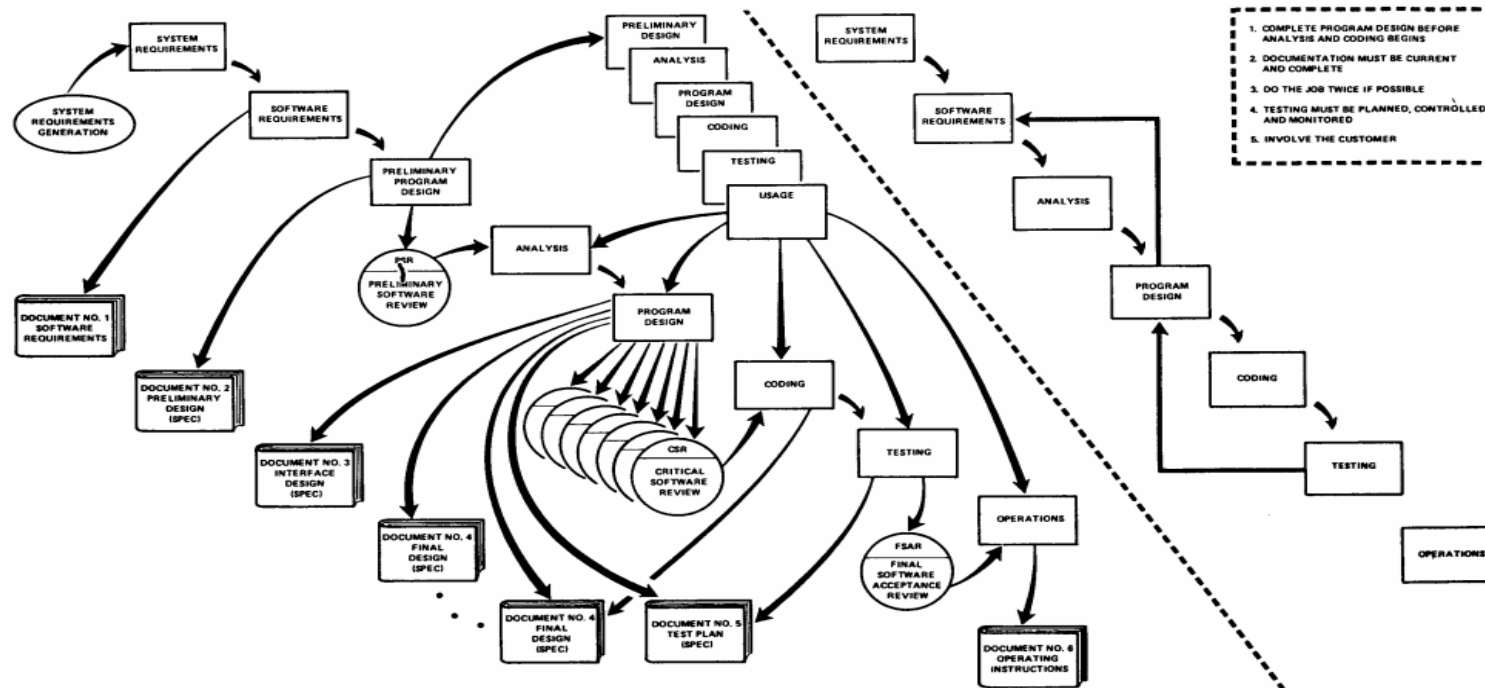 SYSTEM
REQUIREMENTS
SYSTEM
REQUIREMENTS
GENERATION
SOFTWARE
REQUIREMENTS
PRELIMINARY
PROGRAM
DESIGN
PRELIMINARY
DESIGN
ANALYSIS
PROGRAM
DESIGN
CODING
TESTING
USAGE
PSR
PRELIMINARY
SOFTWARE
REVIEW
ANALYSIS
PROGRAM
DESIGN
CSR
CRITICAL
SOFTWARE
REVIEW
CODING
TESTING
FSAR
FINAL
SOFTWARE
ACCEPTANCE
REVIEW
OPERATIONS
DOCUMENT NO. 1
SOFTWARE
REQUIREMENTS
DOCUMENT NO. 2
PRELIMINARY
DESIGN
(SPEC)
DOCUMENT NO. 3
INTERFACE
DESIGN
(SPEC)
DOCUMENT NO. 4
FINAL
DESIGN
(SPEC)
DOCUMENT NO. 4
FINAL
DESIGN
(SPEC)
DOCUMENT NO. 5
TEST PLAN
(SPEC)
DOCUMENT NO. 6
OPERATING
INSTRUCTIONS
SYSTEM
REQUIREMENTS
SOFTWARE
REQUIREMENTS
ANALYSIS
PROGRAM
DESIGN
CODING
TESTING
OPERATIONS
1. COMPLETE PROGRAM DESIGN BEFORE
ANALYSIS AND CODING BEGINS
2. DOCUMENTATION MUST BE CURRENT
AND COMPLETE
3. DO THE JOB TWICE IF POSSIBLE
4. TESTING MUST BE PLANNED, CONTROLLED
AND MONITORED
5. INVOLVE THE CUSTOMER